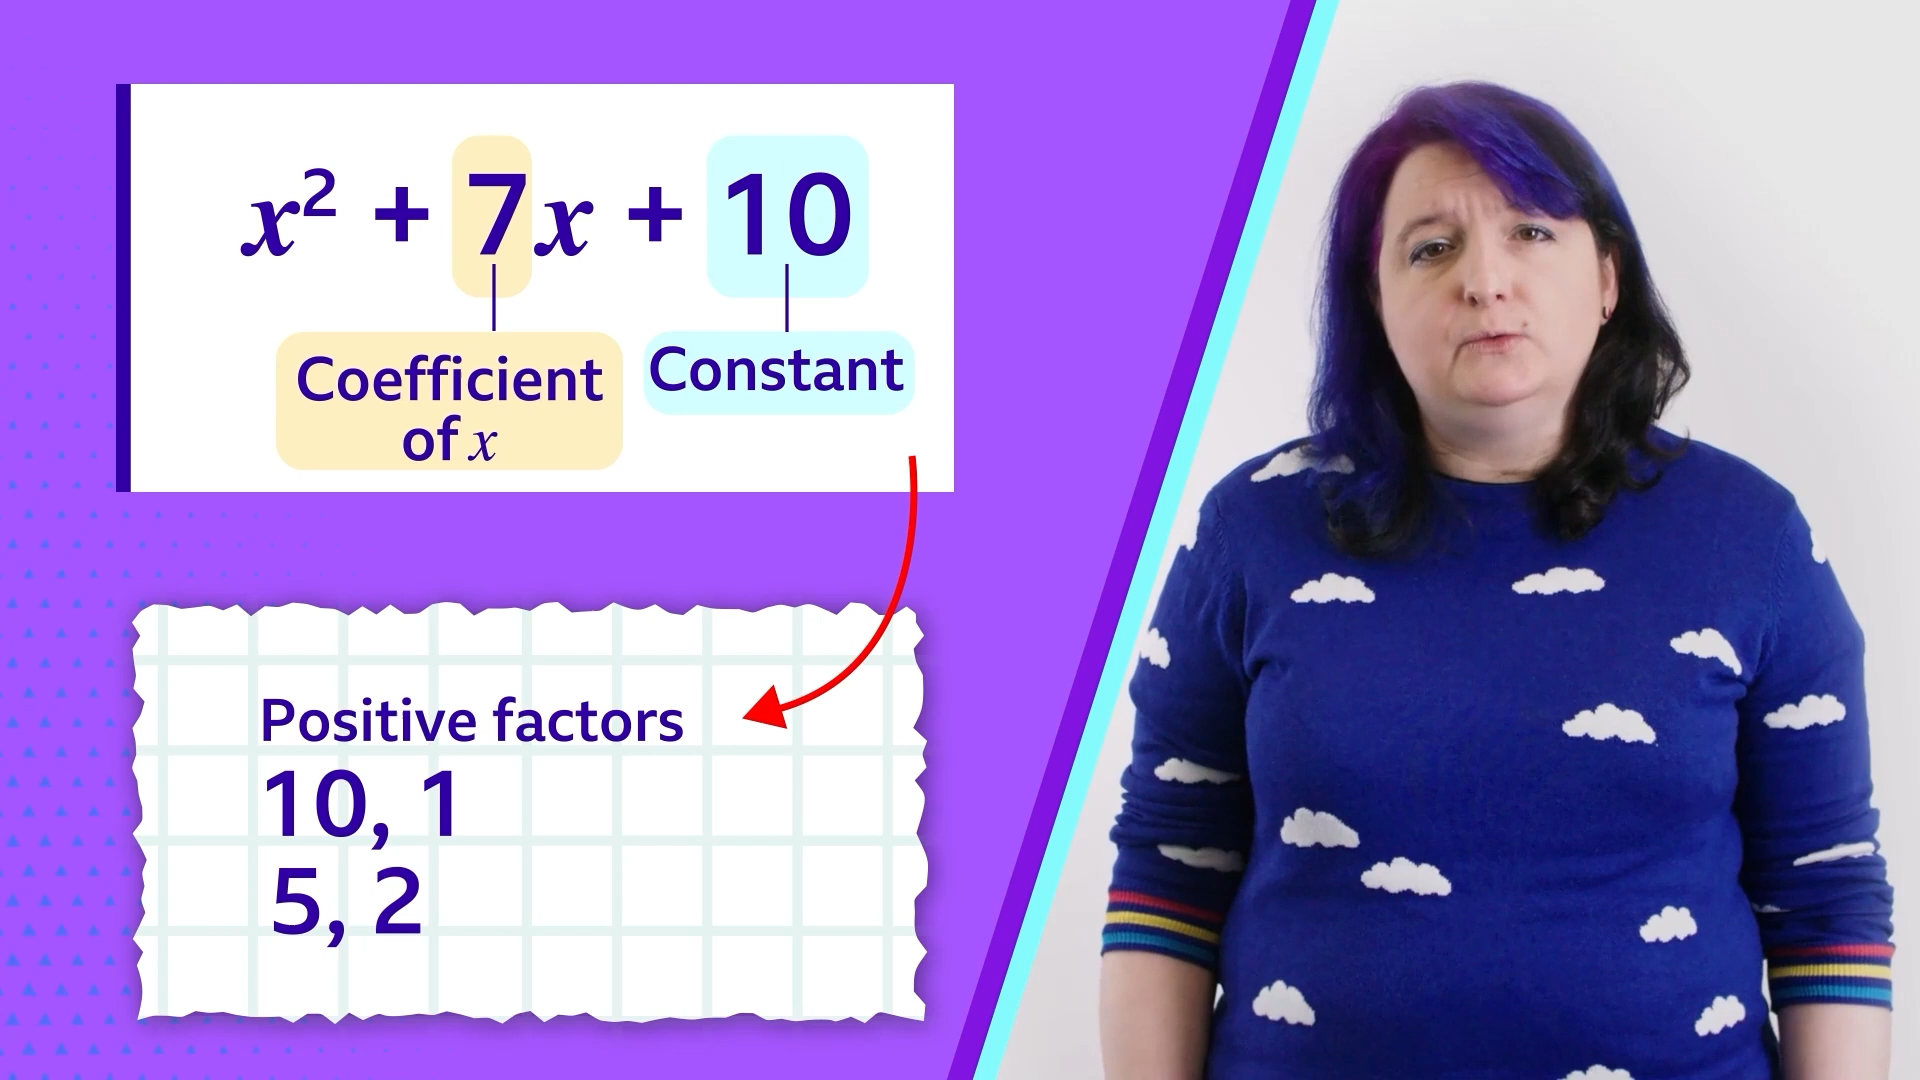 x² + 7x + 10
Coefficient
of x
Constant
Positive factors
10, 1
5, 2